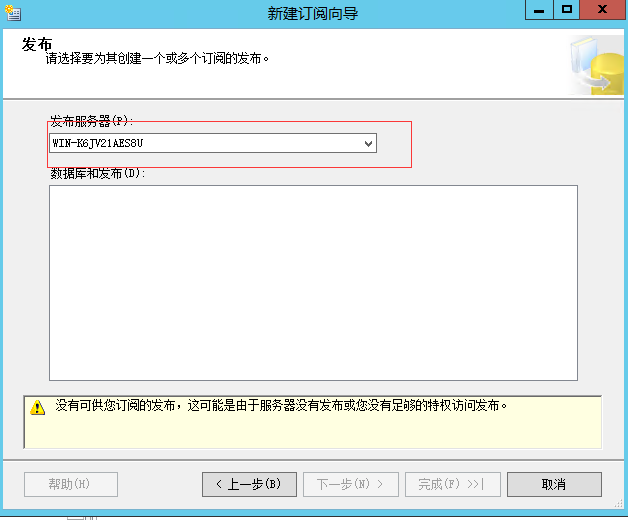 新建订阅向导
发布
请选择要为其创建一个或多个订阅的发布。
发布服务器(P):
WIN-K6JV21AES8U
数据库和发布(D):
没有可供您订阅的发布，这可能是由于服务器没有发布或您没有足够的特权访问发布。
帮助(H)
< 上一步(B)
下一步(N) >
完成(F) >>|
取消